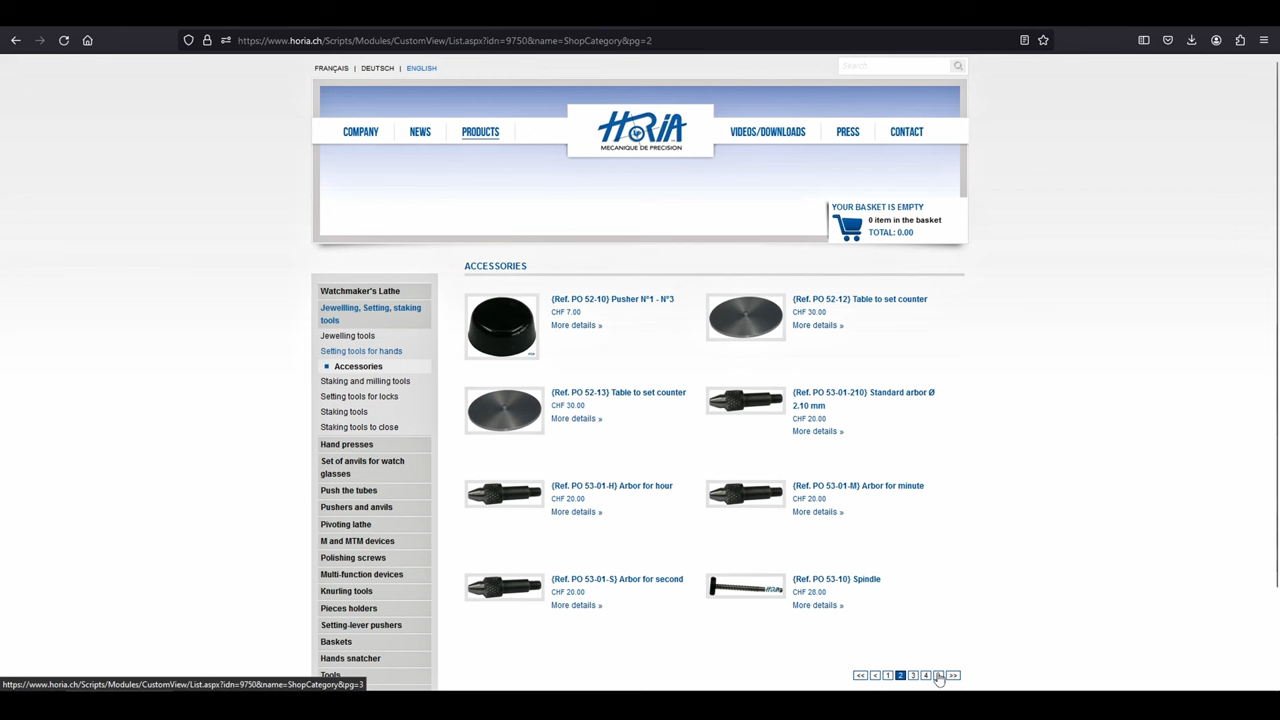 https://www.horia.ch/Scripts/Modules/CustomView/List.aspx?idn=9750&name=ShopCategory&pg=2
FRANÇAIS | DEUTSCH | ENGLISH
Search
COMPANY
NEWS
PRODUCTS
HORIA
MECANIQUE DE PRECISION
VIDEOS/DOWNLOADS
PRESS
CONTACT
YOUR BASKET IS EMPTY
0 item in the basket
TOTAL: 0.00
Watchmaker's Lathe
Jewellling, Setting, staking
tools
Jewelling tools
Setting tools for hands
Accessories
Staking and milling tools
Setting tools for locks
Staking tools
Staking tools to close
Hand presses
Set of anvils for watch
glasses
Push the tubes
Pushers and anvils
Pivoting lathe
M and MTM devices
Polishing screws
Multi-function devices
Knurling tools
Pieces holders
Setting-lever pushers
Baskets
Hands snatcher
Tools
ACCESSORIES
{Ref. PO 52-10} Pusher N°1 - N°3
CHF 7.00
More details »
{Ref. PO 52-12} Table to set counter
CHF 30.00
More details »
{Ref. PO 52-13} Table to set counter
CHF 30.00
More details »
{Ref. PO 53-01-210} Standard arbor Ø
2.10 mm
CHF 20.00
More details »
{Ref. PO 53-01-H} Arbor for hour
CHF 20.00
More details »
{Ref. PO 53-01-M} Arbor for minute
CHF 20.00
More details »
{Ref. PO 53-01-S} Arbor for second
CHF 20.00
More details »
{Ref. PO 53-10} Spindle
CHF 28.00
More details »
<< < 1 2 3 4 >>
https://www.horia.ch/Scripts/Modules/CustomView/List.aspx?idn=9750&name=ShopCategory&pg=3